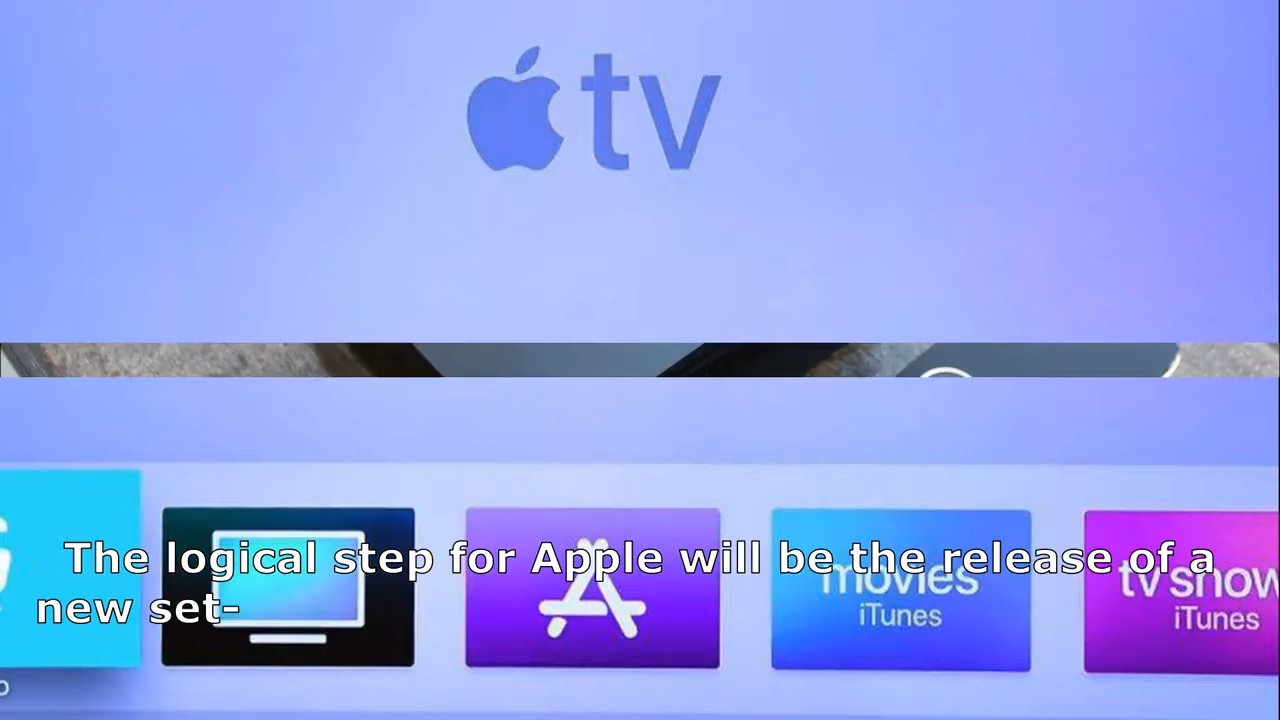 tv
The logical step for Apple will be the release of a
new set-
movies
iTunes
tv show
iTunes